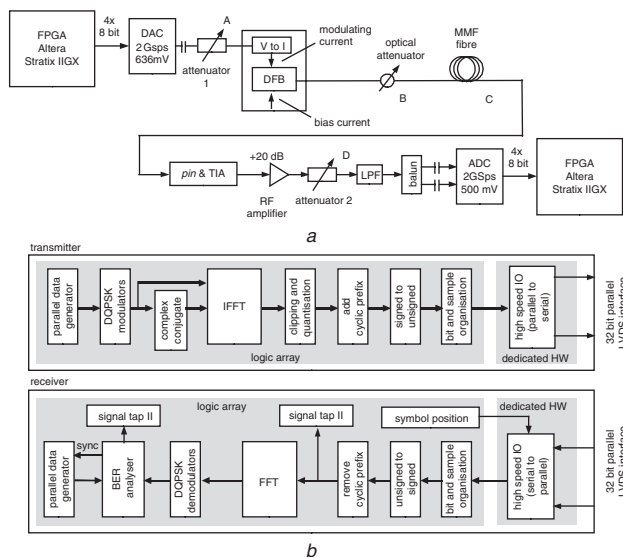 FPGA
Altera
Stratix IIGX
4x
8 bit
DAC
2 Gsps
636mV
A
attenuator
1
V to I
DFB
modulating
current
bias current
optical
attenuator
B
MMF
fibre
C
pin & TIA
+20 dB
RF
amplifier
D
attenuator 2
LPF
balun
ADC
2GSps
500 mV
4x
8 bit
FPGA
Altera
Stratix IIGX
a
transmitter
parallel data
generator
DQPSK
modulators
complex
conjugate
IFFT
clipping and
quantisation
add
cyclic prefix
signed to
unsigned
bit and sample
organisation
high speed IO
(parallel to
serial)
logic array
dedicated HW
32 bit parallel
LVDS interface
receiver
signal tap II
logic array
signal tap II
symbol position
dedicated HW
parallel data
generator
sync
BER
analyser
DQPSK
demodulators
FFT
remove
cyclic prefix
unsigned to
signed
bit and sample
organisation
high speed IO
(serial to
parallel)
32 bit parallel
LVDS interface
b